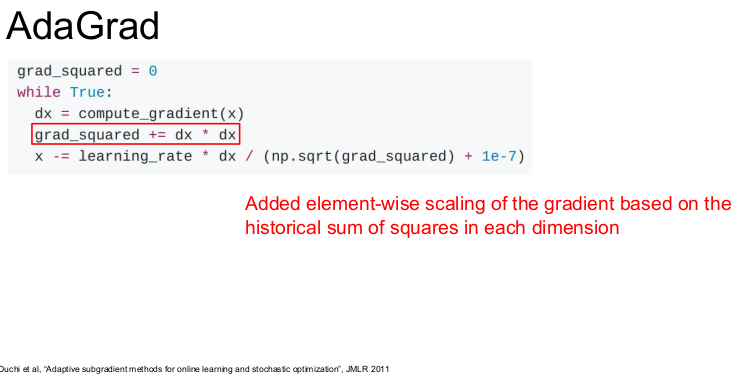 AdaGrad
grad_squared = 0
while True:
dx = compute_gradient(x)
grad_squared += dx * dx
x -= learning_rate * dx / (np.sqrt(grad_squared) + 1e-7)
Added element-wise scaling of the gradient based on the
historical sum of squares in each dimension
Duchi et al, “Adaptive subgradient methods for online learning and stochastic optimization”, JMLR 2011